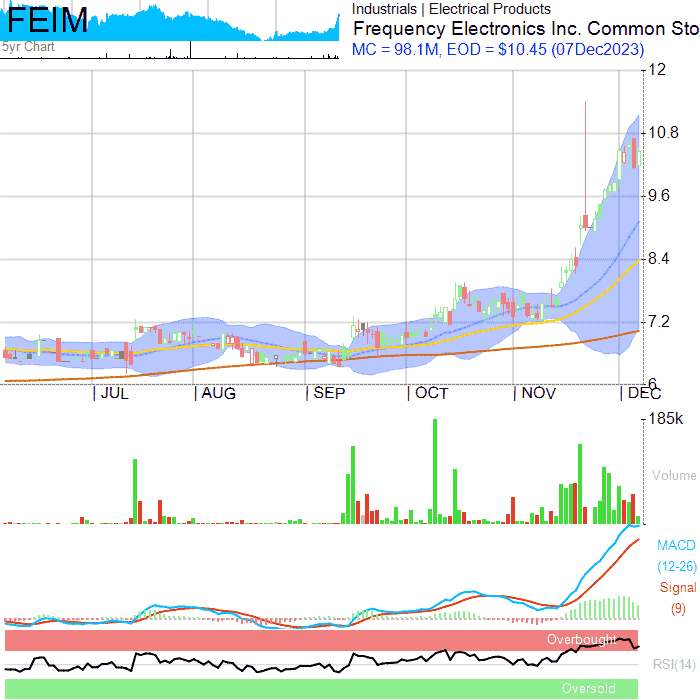 FEIM
5yr Chart
Industrials | Electrical Products
Frequency Electronics Inc. Common Sto
MC = 98.1M, EOD = $10.45 (07Dec2023)
12
10.8
9.6
8.4
7.2
6
JUL AUG SEP OCT NOV DEC
185k
Volume
MACD
(12-26)
Signal
(9)
Overbought
RSI(14)
Oversold